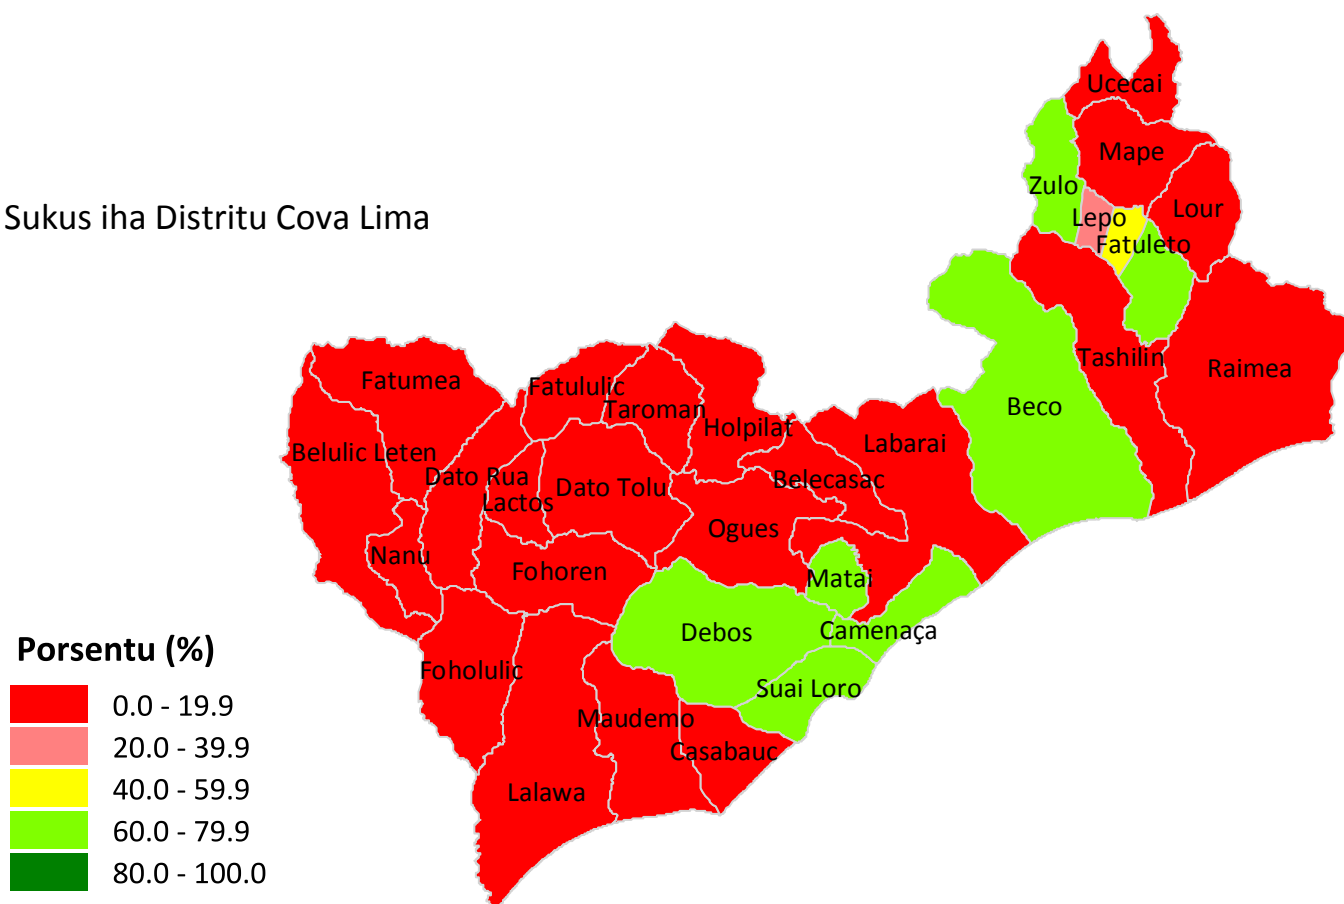 Ucecai
Mape
Zulo
Lour
Lepo
Sukus iha Distritu Cova Lima
Fatuleto
Tashilin
Raimea
Fatumea
Fatululic
Beco
Taroman
Holpilat
Labarai
Belulic Leten
Dato Rua
Belecasac
Dato Tolu
Lactos
Ogues
Nanu
Fohoren
Matai
Debos
Camenaça
Porsentu (%)
Foholulic
Suai Loro
0.0 - 19.9
Maudemo
20.0 - 39.9
Casabauc
40.0 - 59.9
Lalawa
60.0 - 79.9
80.0 - 100.0